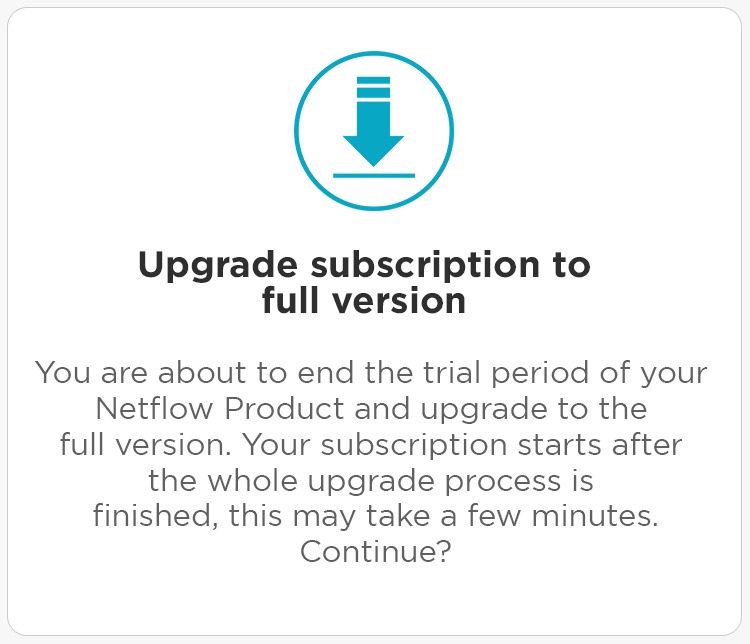 Upgrade subscription to
full version
You are about to end the trial period of your
Netflow Product and upgrade to the
full version. Your subscription starts after
the whole upgrade process is
finished, this may take a few minutes.
Continue?